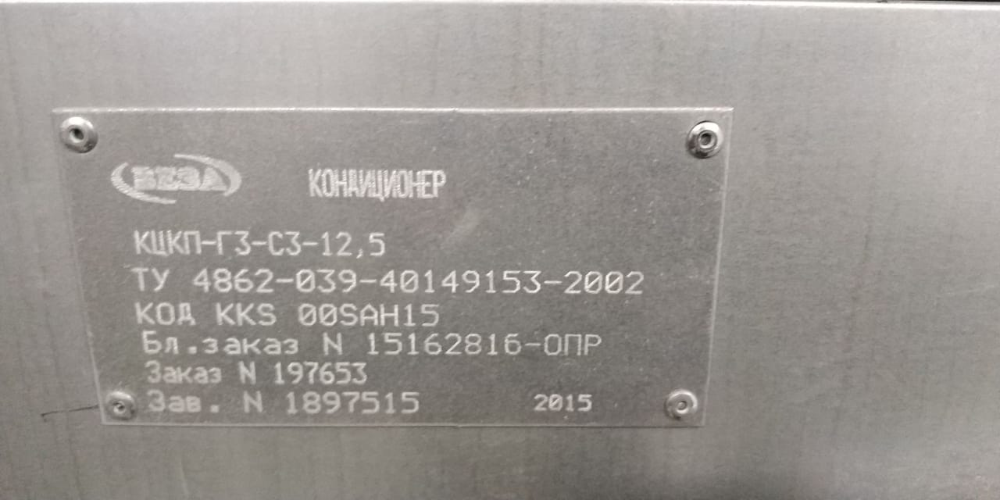 ВЕЗА КОНДИЦИОНЕР
КЦКП-Г3-С3-12,5
ТУ 4862-039-40149153-2002
КОД KKS 00SAH15
Бл.заказ N 15162816-ОПР
Заказ N 197653
Зав. N 1897515 2015